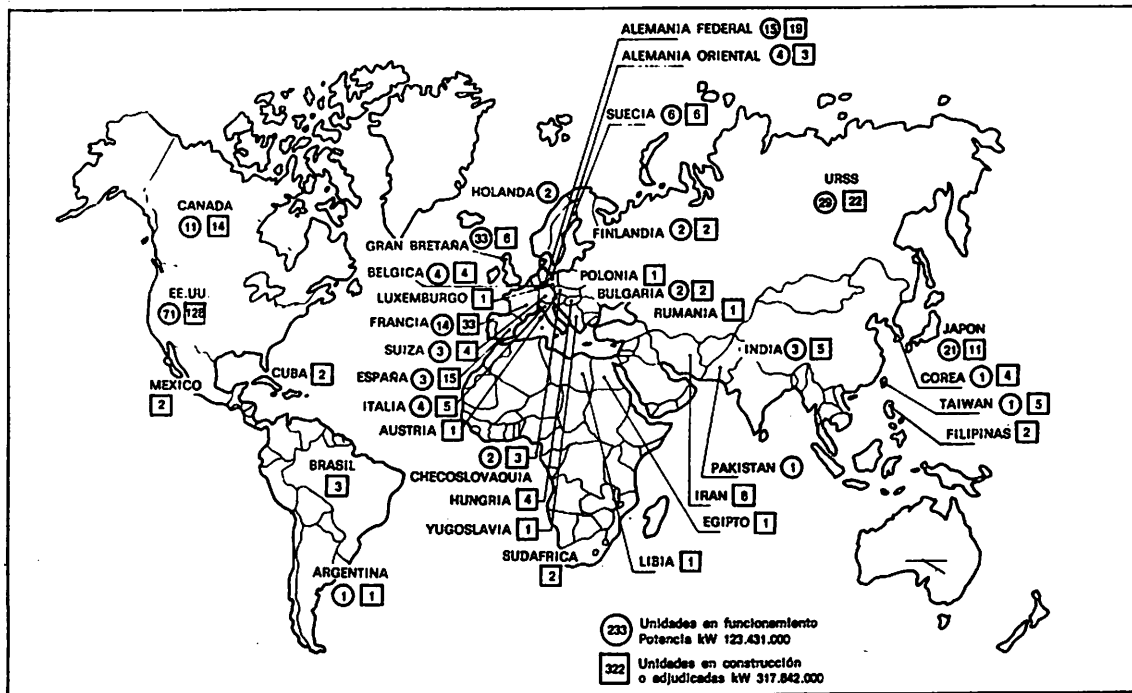 ALEMANIA FEDERAL 15 19
ALEMANIA ORIENTAL 4 3
SUECIA 6 6
HOLANDA 2
URSS
29 22
CANADA
11 14
FINLANDIA 2 2
GRAN BRETAÑA 33 6
BELGICA 4 4
POLONIA 1
LUXEMBURGO 1
BULGARIA 2 2
EE.UU.
71 128
RUMANIA 1
FRANCIA 14 33
JAPON
21 11
SUIZA 3 4
INDIA 3 5
CUBA 2
ESPAÑA 3 15
COREA 1 4
MEXICO
2
ITALIA 4 5
TAIWAN 1 5
AUSTRIA 1
FILIPINAS 2
2 3
CHECOSLOVAQUIA
BRASIL
3
PAKISTAN 1
HUNGRIA 4
IRAN 8
YUGOSLAVIA 1
EGIPTO 1
SUDAFRICA
2
LIBIA 1
ARGENTINA
1 1
233 Unidades en funcionamiento
Potencia kW 123.431.000
322 Unidades en construcción
o adjudicadas kW 317.842.000